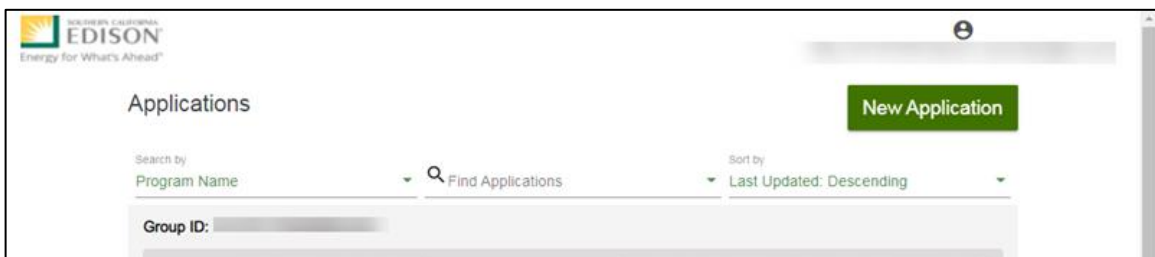 SOUTHERN CALIFORNIA
EDISON
Energy for What's Ahead
Applications
New Application
Search by
Program Name
Find Applications
Sort by
Last Updated: Descending
Group ID: